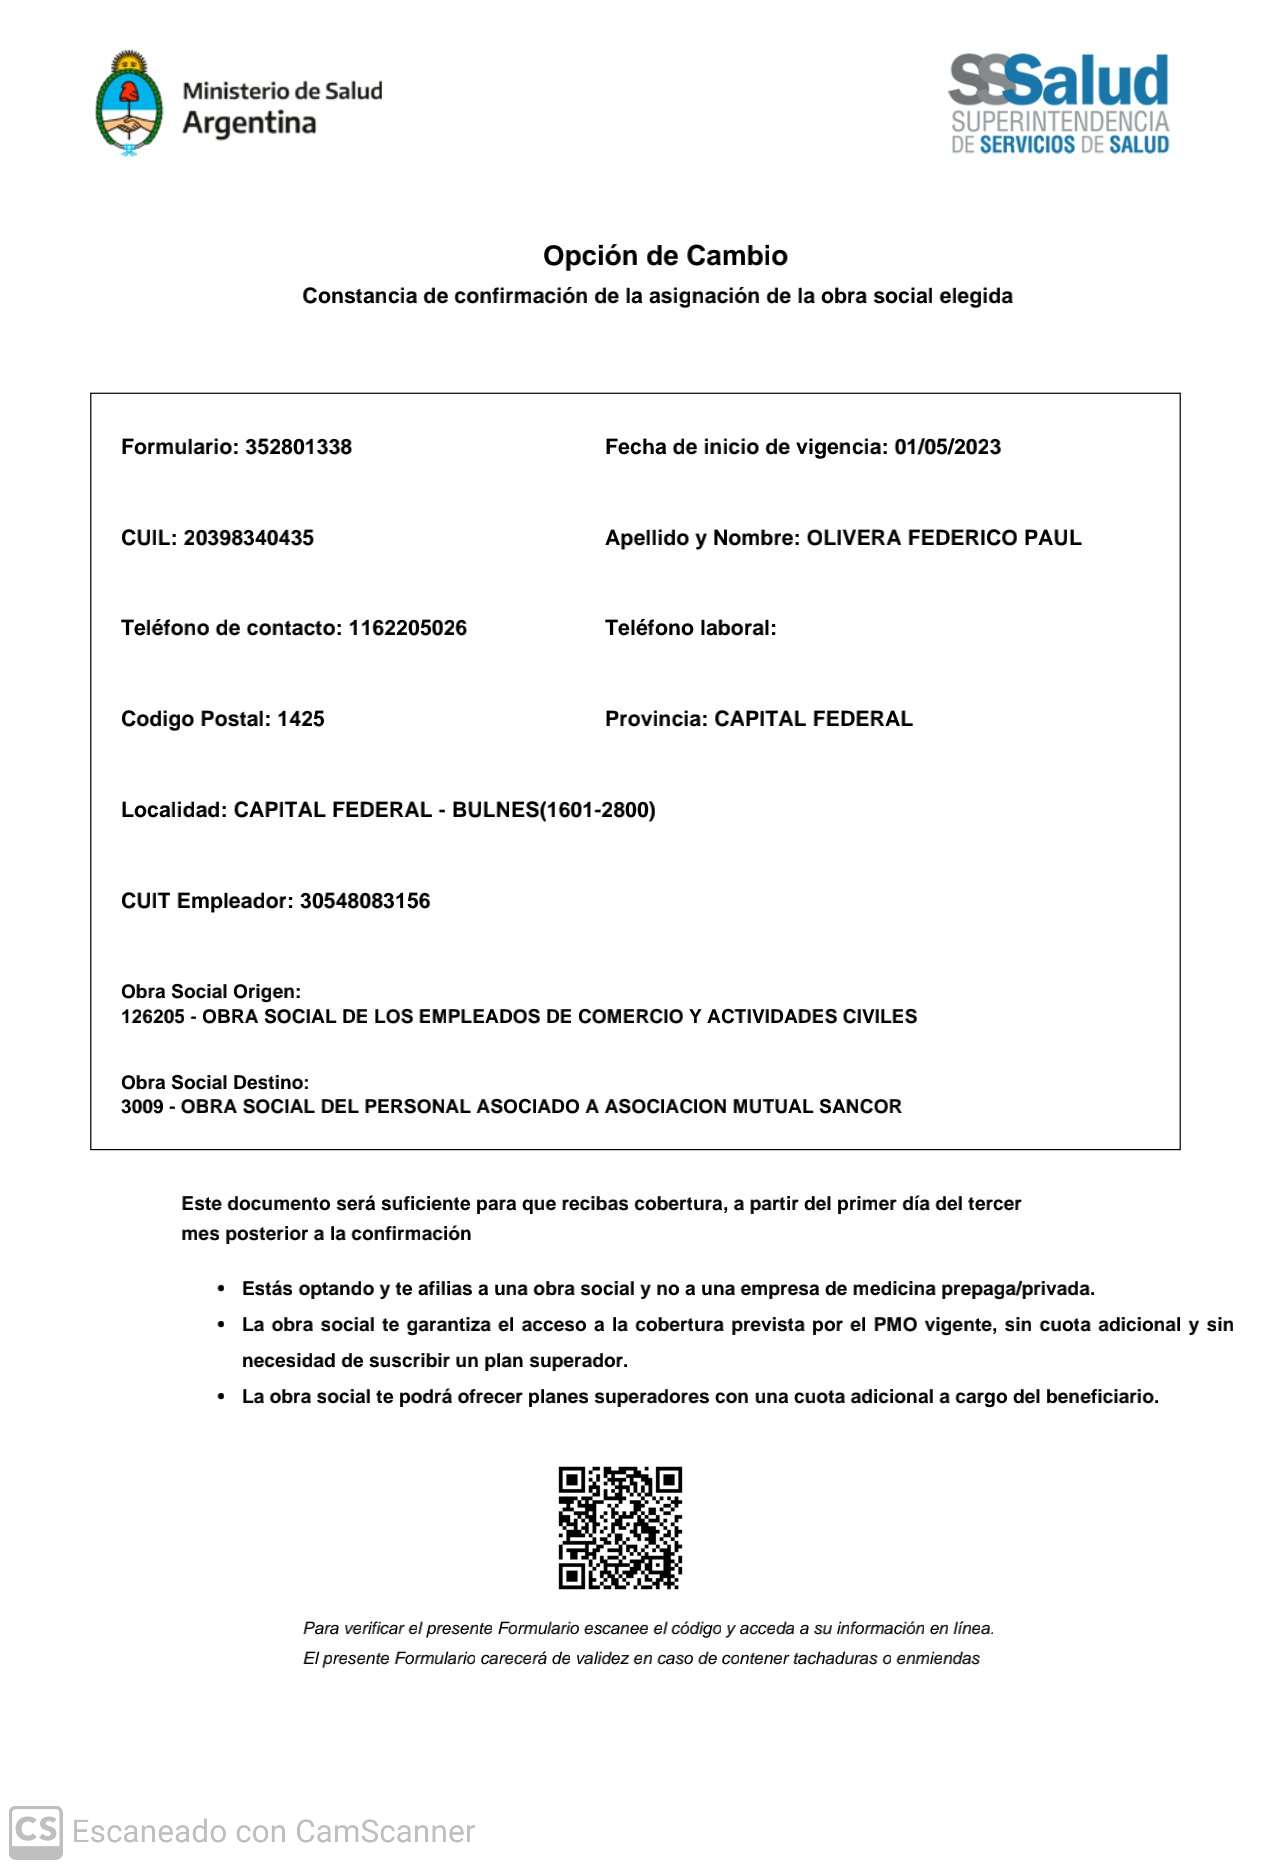 Ministerio de Salud
Argentina
SSSalud
SUPERINTENDENCIA
DE SERVICIOS DE SALUD
Opción de Cambio
Constancia de confirmación de la asignación de la obra social elegida
Formulario: 352801338
Fecha de inicio de vigencia: 01/05/2023
CUIL: 20398340435
Apellido y Nombre: OLIVERA FEDERICO PAUL
Teléfono de contacto: 1162205026
Teléfono laboral:
Codigo Postal: 1425
Provincia: CAPITAL FEDERAL
Localidad: CAPITAL FEDERAL - BULNES(1601-2800)
CUIT Empleador: 30548083156
Obra Social Origen:
126205 - OBRA SOCIAL DE LOS EMPLEADOS DE COMERCIO Y ACTIVIDADES CIVILES
Obra Social Destino:
3009 - OBRA SOCIAL DEL PERSONAL ASOCIADO A ASOCIACION MUTUAL SANCOR
Este documento será suficiente para que recibas cobertura, a partir del primer día del tercer
mes posterior a la confirmación
• Estás optando y te afilias a una obra social y no a una empresa de medicina prepaga/privada.
• La obra social te garantiza el acceso a la cobertura prevista por el PMO vigente, sin cuota adicional y sin
necesidad de suscribir un plan superador.
• La obra social te podrá ofrecer planes superadores con una cuota adicional a cargo del beneficiario.
Para verificar el presente Formulario escanee el código y acceda a su información en línea.
El presente Formulario carecerá de validez en caso de contener tachaduras o enmiendas
CS Escaneado con CamScanner